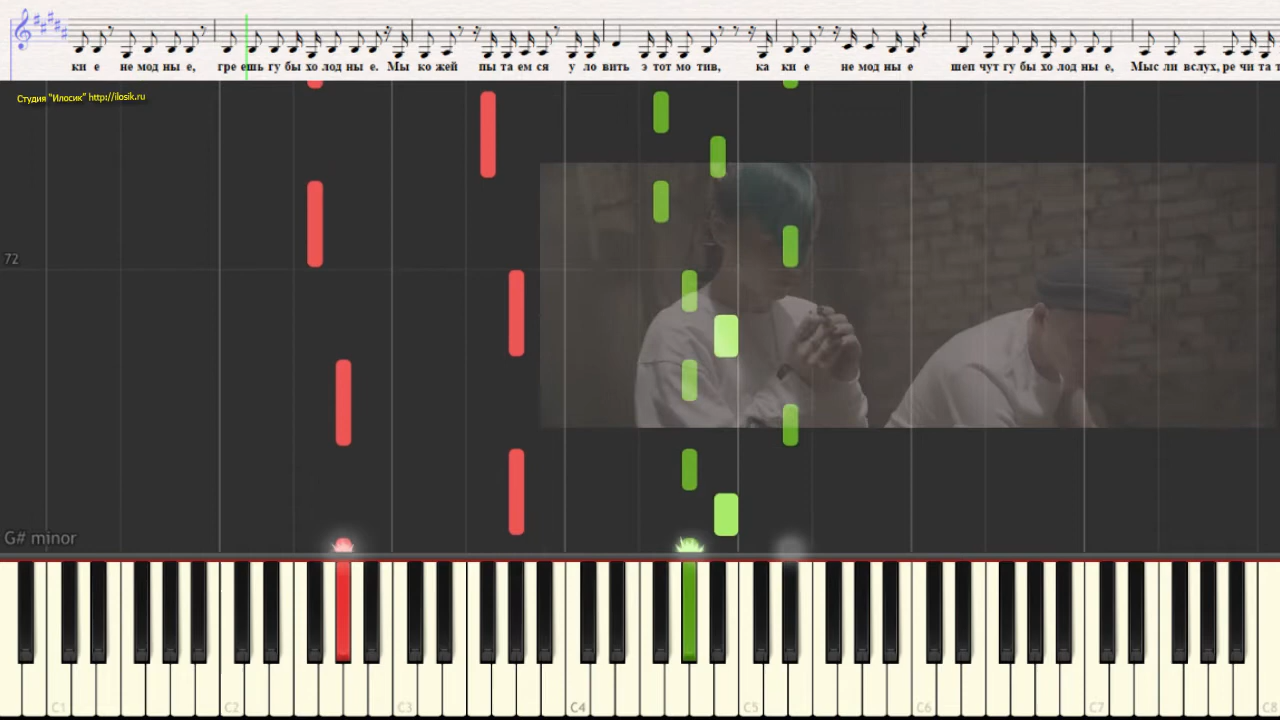 ки е не мод ны е, гре ешь гу бы хо лод ны е. Мы ко жей пы та ем ся у ло вить э тот мо тив, ка ки е не мод ны е шеп чут гу бы хо лод ны е, Мыс ли вслух, ре чи та т
Студия "Илосик" http://ilosik.ru
72
G# minor
C1 C2 C3 C4 C5 C6 C7 C8